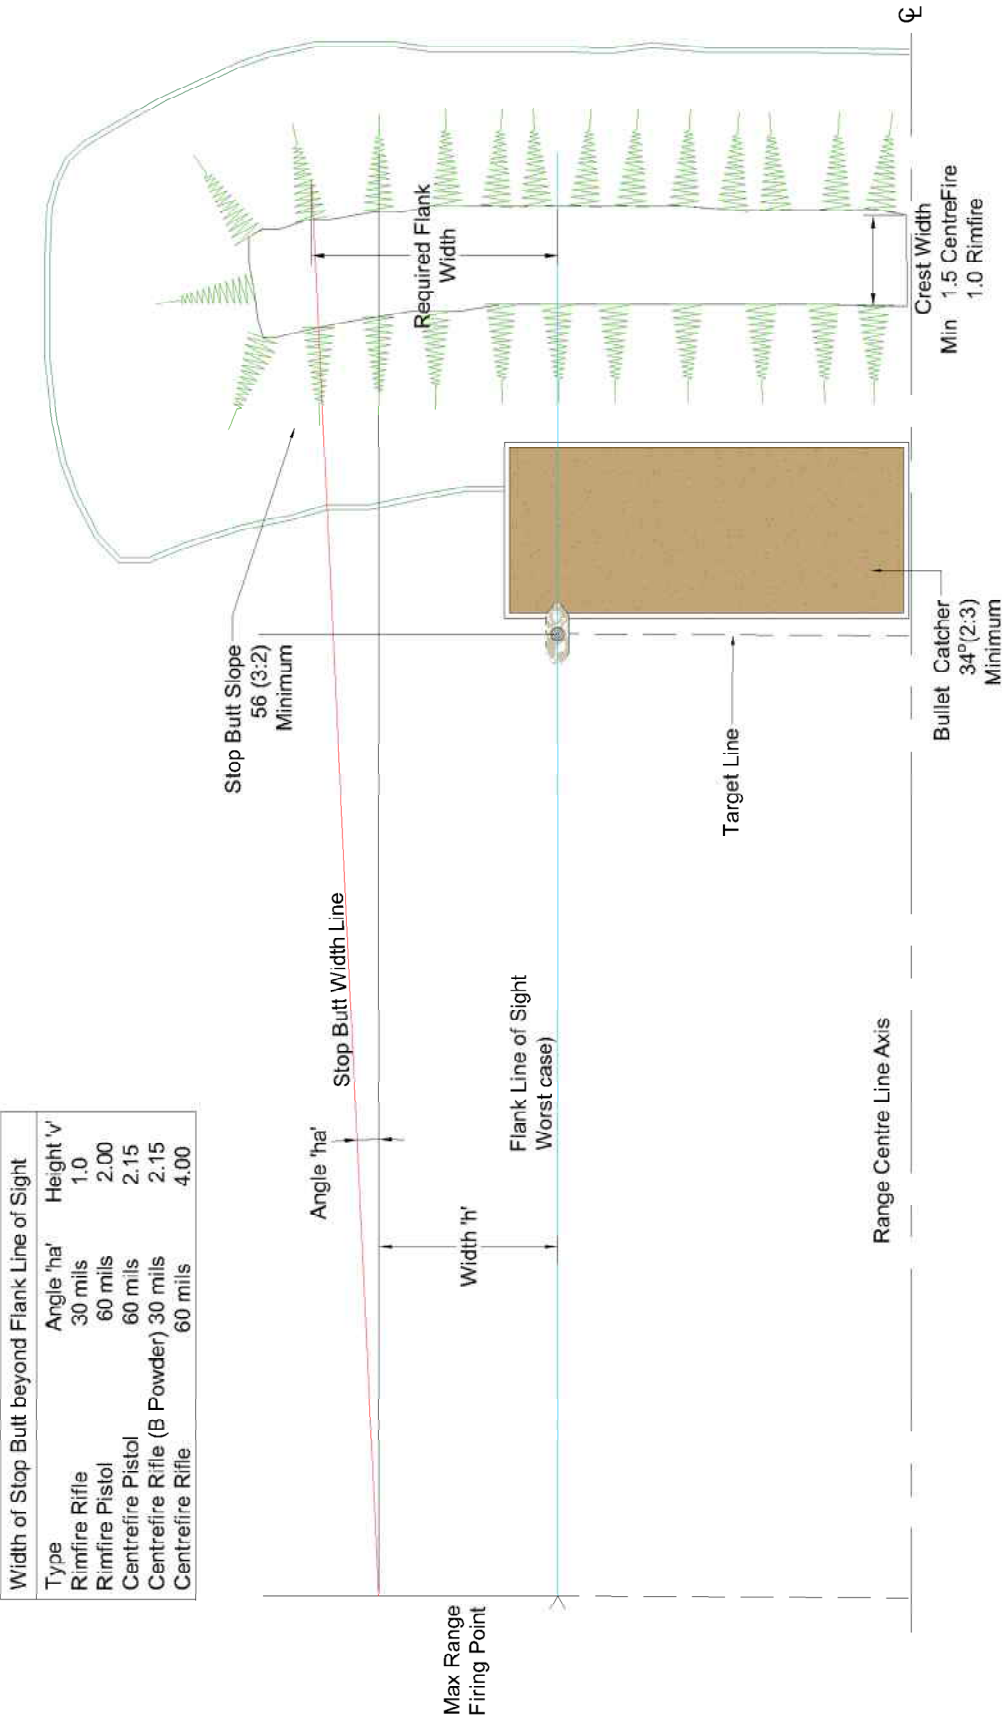 Width of Stop Butt beyond Flank Line of Sight
Type Angle 'ha' Height 'v'
Rimfire Rifle 30 mils 1.0
Rimfire Pistol 60 mils 2.00
Centrefire Pistol 60 mils 2.15
Centrefire Rifle (B Powder) 30 mils 2.15
Centrefire Rifle 60 mils 4.00
Stop Butt Slope
56 (3:2)
Minimum
Stop Butt Width Line
Angle 'ha'
Required Flank
Width
Width 'h'
Flank Line of Sight
Worst case)
Max Range
Firing Point
Target Line
Range Centre Line Axis
Bullet Catcher
34º(2:3)
Minimum
Crest Width
Min 1.5 CentreFire
1.0 Rimfire
℄